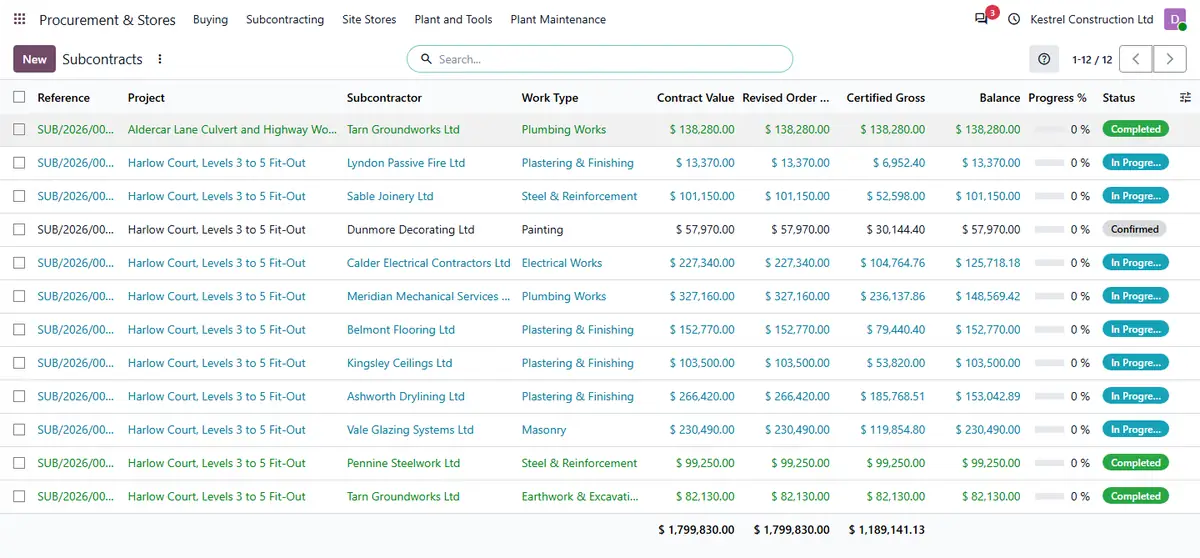 Procurement & Stores Buying Subcontracting Site Stores Plant and Tools Plant Maintenance 3 Kestrel Construction Ltd D
New Subcontracts Search... 1-12 / 12
Reference Project Subcontractor Work Type Contract Value Revised Order ... Certified Gross Balance Progress % Status
SUB/2026/00... Aldercar Lane Culvert and Highway Wo... Tarn Groundworks Ltd Plumbing Works $ 138,280.00 $ 138,280.00 $ 138,280.00 $ 138,280.00 0 % Completed
SUB/2026/00... Harlow Court, Levels 3 to 5 Fit-Out Lyndon Passive Fire Ltd Plastering & Finishing $ 13,370.00 $ 13,370.00 $ 6,952.40 $ 13,370.00 0 % In Progre...
SUB/2026/00... Harlow Court, Levels 3 to 5 Fit-Out Sable Joinery Ltd Steel & Reinforcement $ 101,150.00 $ 101,150.00 $ 52,598.00 $ 101,150.00 0 % In Progre...
SUB/2026/00... Harlow Court, Levels 3 to 5 Fit-Out Dunmore Decorating Ltd Painting $ 57,970.00 $ 57,970.00 $ 30,144.40 $ 57,970.00 0 % Confirmed
SUB/2026/00... Harlow Court, Levels 3 to 5 Fit-Out Calder Electrical Contractors Ltd Electrical Works $ 227,340.00 $ 227,340.00 $ 104,764.76 $ 125,718.18 0 % In Progre...
SUB/2026/00... Harlow Court, Levels 3 to 5 Fit-Out Meridian Mechanical Services ... Plumbing Works $ 327,160.00 $ 327,160.00 $ 236,137.86 $ 148,569.42 0 % In Progre...
SUB/2026/00... Harlow Court, Levels 3 to 5 Fit-Out Belmont Flooring Ltd Plastering & Finishing $ 152,770.00 $ 152,770.00 $ 79,440.40 $ 152,770.00 0 % In Progre...
SUB/2026/00... Harlow Court, Levels 3 to 5 Fit-Out Kingsley Ceilings Ltd Plastering & Finishing $ 103,500.00 $ 103,500.00 $ 53,820.00 $ 103,500.00 0 % In Progre...
SUB/2026/00... Harlow Court, Levels 3 to 5 Fit-Out Ashworth Drylining Ltd Plastering & Finishing $ 266,420.00 $ 266,420.00 $ 185,768.51 $ 153,042.89 0 % In Progre...
SUB/2026/00... Harlow Court, Levels 3 to 5 Fit-Out Vale Glazing Systems Ltd Masonry $ 230,490.00 $ 230,490.00 $ 119,854.80 $ 230,490.00 0 % In Progre...
SUB/2026/00... Harlow Court, Levels 3 to 5 Fit-Out Pennine Steelwork Ltd Steel & Reinforcement $ 99,250.00 $ 99,250.00 $ 99,250.00 $ 99,250.00 0 % Completed
SUB/2026/00... Harlow Court, Levels 3 to 5 Fit-Out Tarn Groundworks Ltd Earthwork & Excavati... $ 82,130.00 $ 82,130.00 $ 82,130.00 $ 82,130.00 0 % Completed
$ 1,799,830.00 $ 1,799,830.00 $ 1,189,141.13